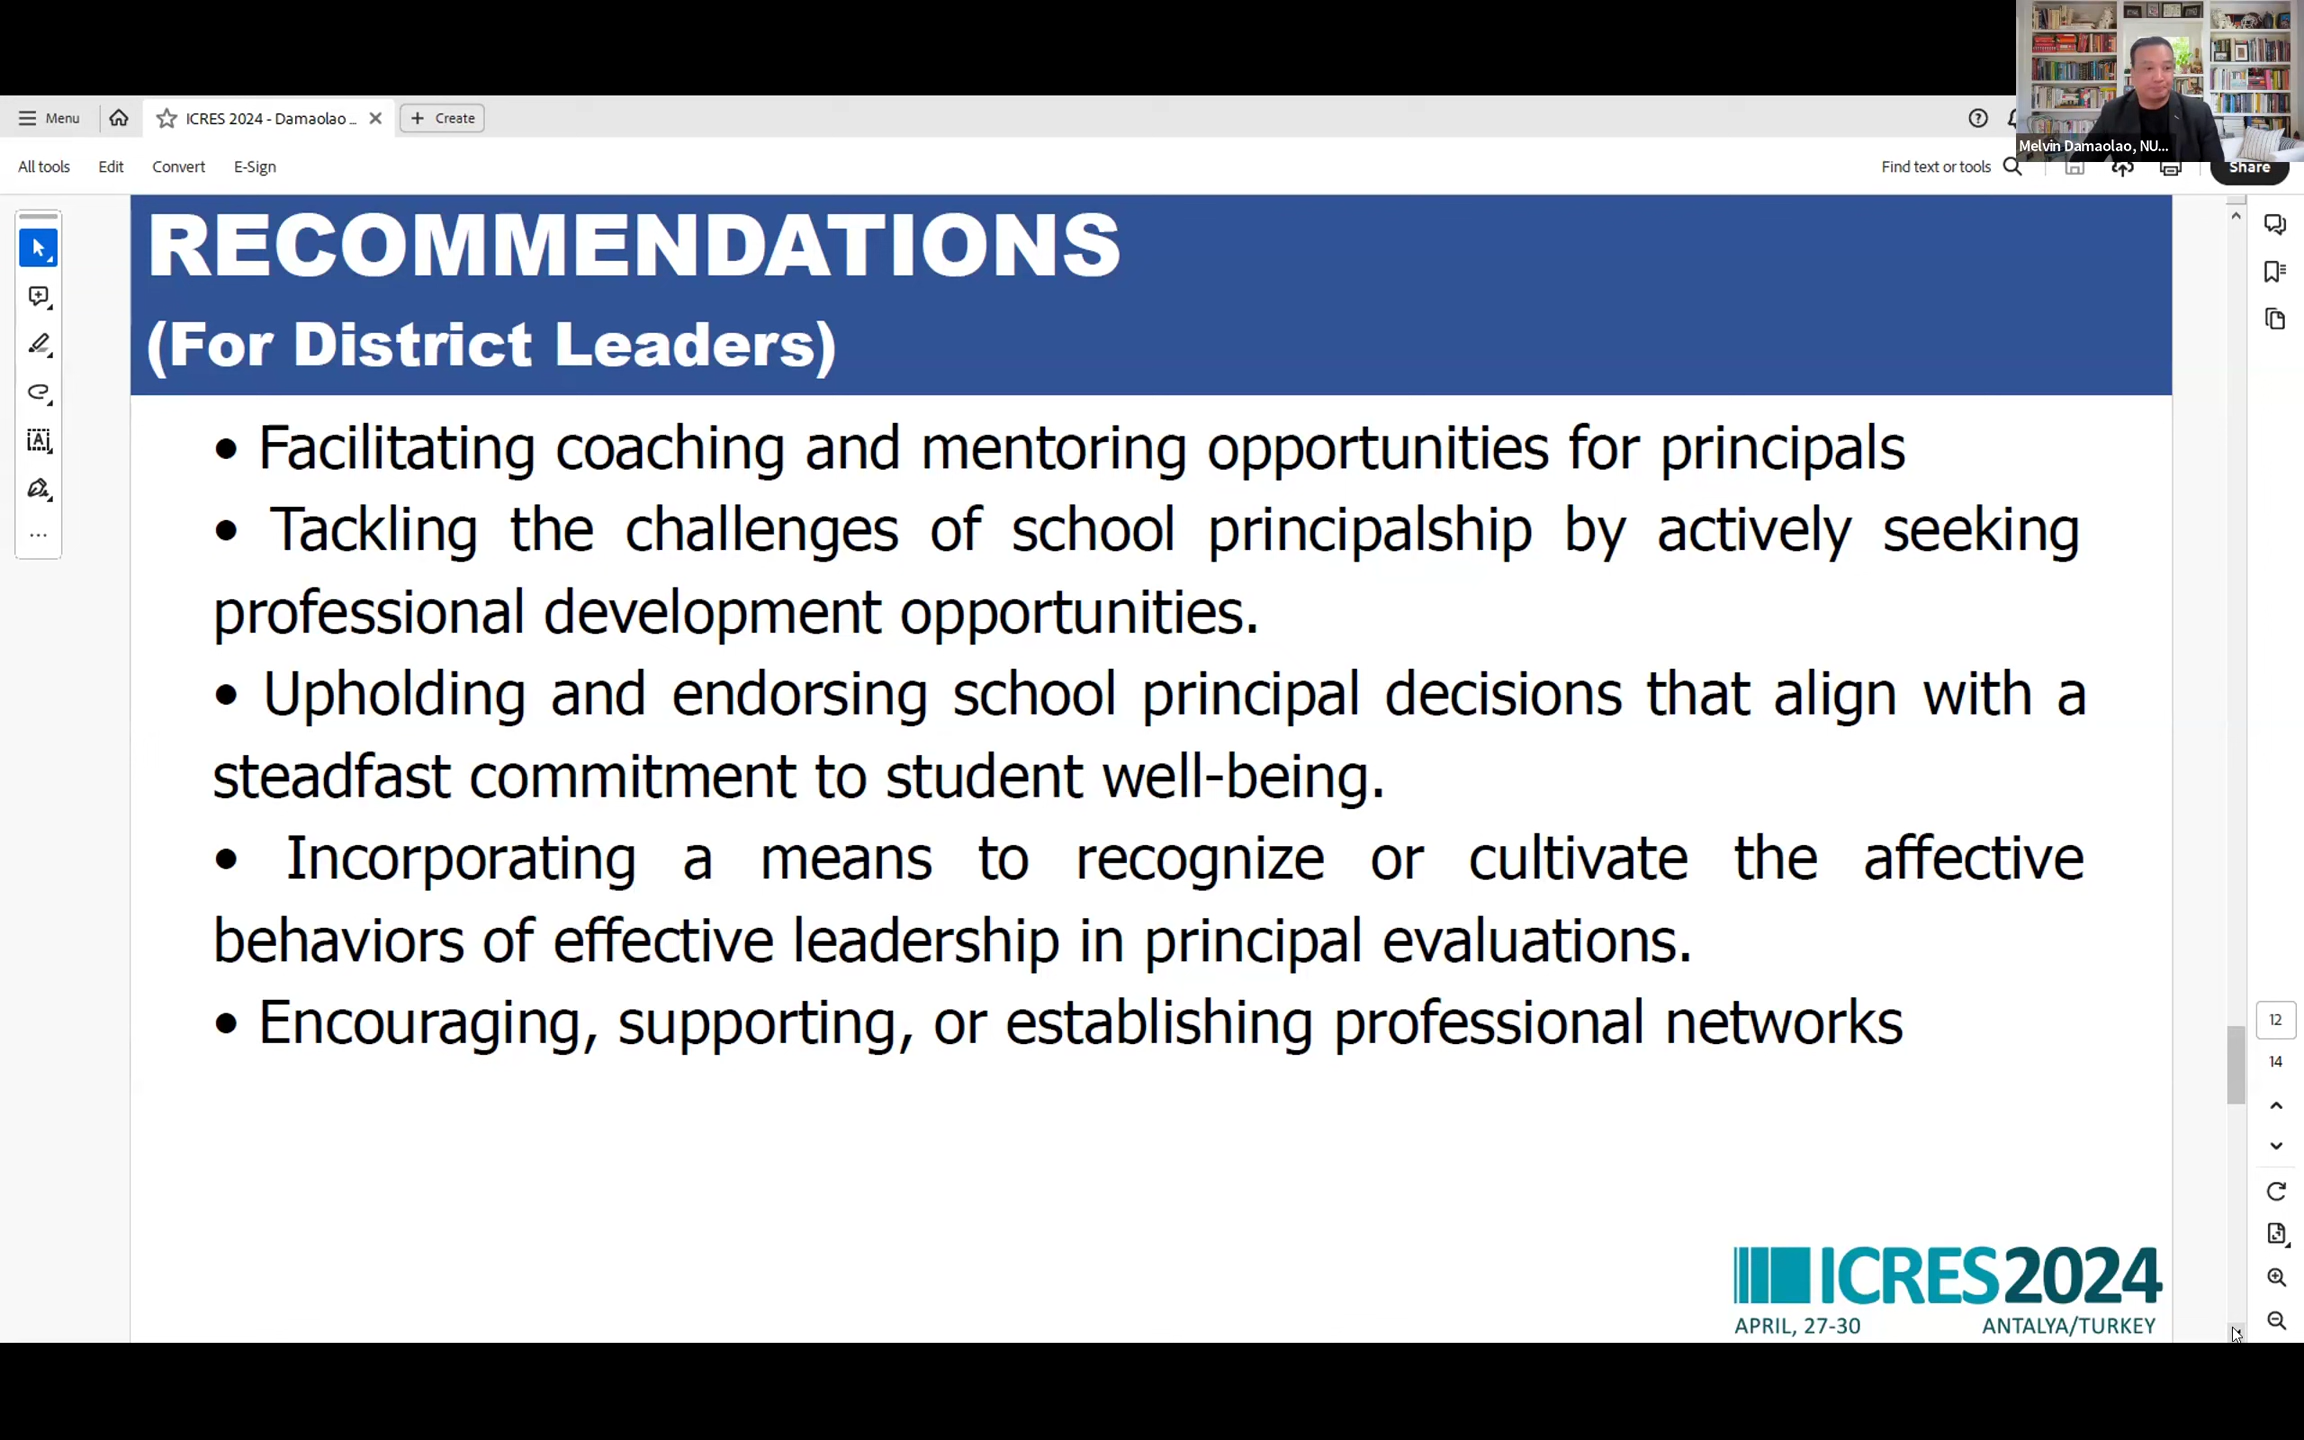 Menu
ICRES 2024 - Damaolao ...
Create
Melvin Damaolao, NU...
All tools
Edit
Convert
E-Sign
Find text or tools
Share
RECOMMENDATIONS
(For District Leaders)
• Facilitating coaching and mentoring opportunities for principals
• Tackling the challenges of school principalship by actively seeking
professional development opportunities.
• Upholding and endorsing school principal decisions that align with a
steadfast commitment to student well-being.
• Incorporating a means to recognize or cultivate the affective
behaviors of effective leadership in principal evaluations.
• Encouraging, supporting, or establishing professional networks
12
14
ICRES2024
APRIL, 27-30 ANTALYA/TURKEY